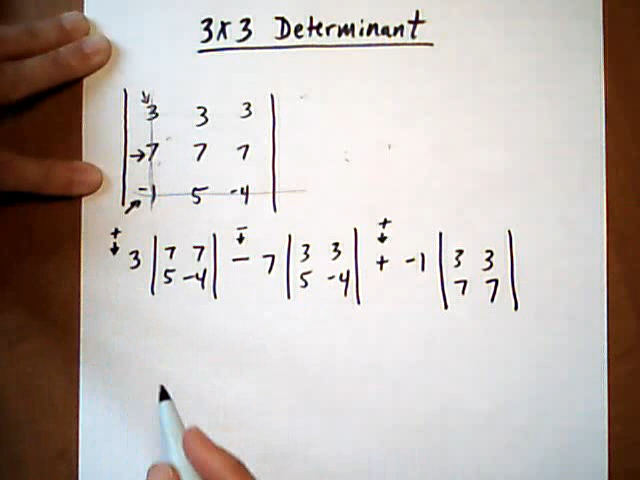 3x3 Determinant
3 3 3
7 7 7
-1 5 -4
+ - +
3 | 7 7 | - 7 | 3 3 | + -1 | 3 3 |
| 5 -4 | | 5 -4 | | 7 7 |